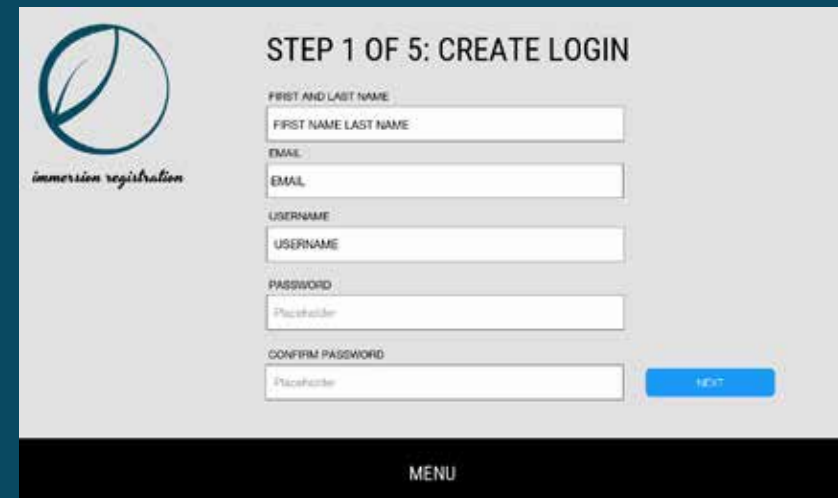 STEP 1 OF 5: CREATE LOGIN
immersion registration
FIRST AND LAST NAME
FIRST NAME LAST NAME
EMAIL
EMAIL
USERNAME
USERNAME
PASSWORD
Placeholder
CONFIRM PASSWORD
Placeholder
NEXT
MENU